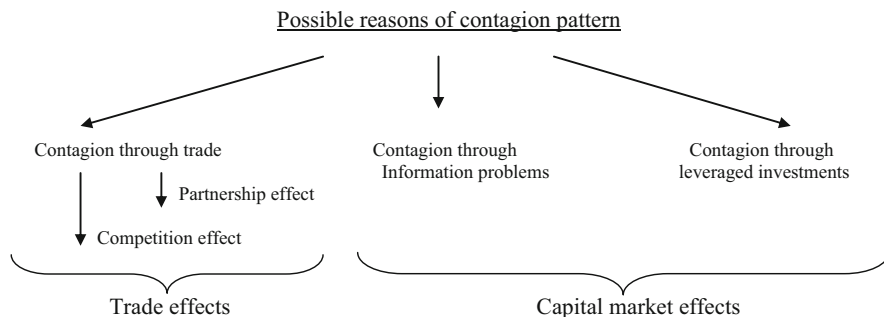 Possible reasons of contagion pattern
Contagion through trade
Partnership effect
Competition effect
Contagion through
Information problems
Contagion through
leveraged investments
Trade effects
Capital market effects